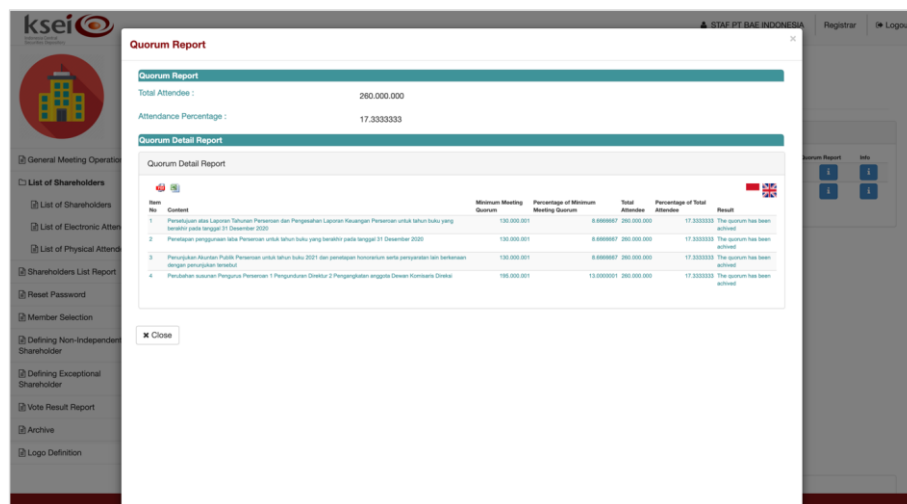 ksei
STAF PT BAE INDONESIA
Registrar
Logou
Quorum Report
×
Quorum Report
Total Attendee :
260.000.000
Attendance Percentage :
17.3333333
Quorum Detail Report
Quorum Detail Report
Item No
Content
Minimum Meeting Quorum
Percentage of Minimum Meeting Quorum
Total Attendee
Percentage of Total Attendee
Result
1 Persetujuan atas Laporan Tahunan Perseroan dan Pengesahan Laporan Keuangan Perseroan untuk tahun buku yang 130.000.001 8.6666667 260.000.000 17.3333333 The quorum has been
berakhir pada tanggal 31 Desember 2020 achived
2 Penetapan penggunaan laba Perseroan untuk tahun buku yang berakhir pada tanggal 31 Desember 2020 130.000.001 8.6666667 260.000.000 17.3333333 The quorum has been
achived
3 Penunjukan Akuntan Publik Perseroan untuk tahun buku 2021 dan penetapan honorarium serta persyaratan lain berkenaan 130.000.001 8.6666667 260.000.000 17.3333333 The quorum has been
dengan penunjukan tersebut achived
4 Perubahan susunan Pengurus Perseroan 1 Pengunduran Direktur 2 Pengangkatan anggota Dewan Komisaris Direksi 195.000.001 13.0000001 260.000.000 17.3333333 The quorum has been
achived
Close
General Meeting Operation
List of Shareholders
List of Shareholders
List of Electronic Atten
List of Physical Attend
Shareholders List Report
Reset Password
Member Selection
Defining Non-Independent
Shareholder
Defining Exceptional
Shareholder
Vote Result Report
Archive
Logo Definition
Quorum Report
Info